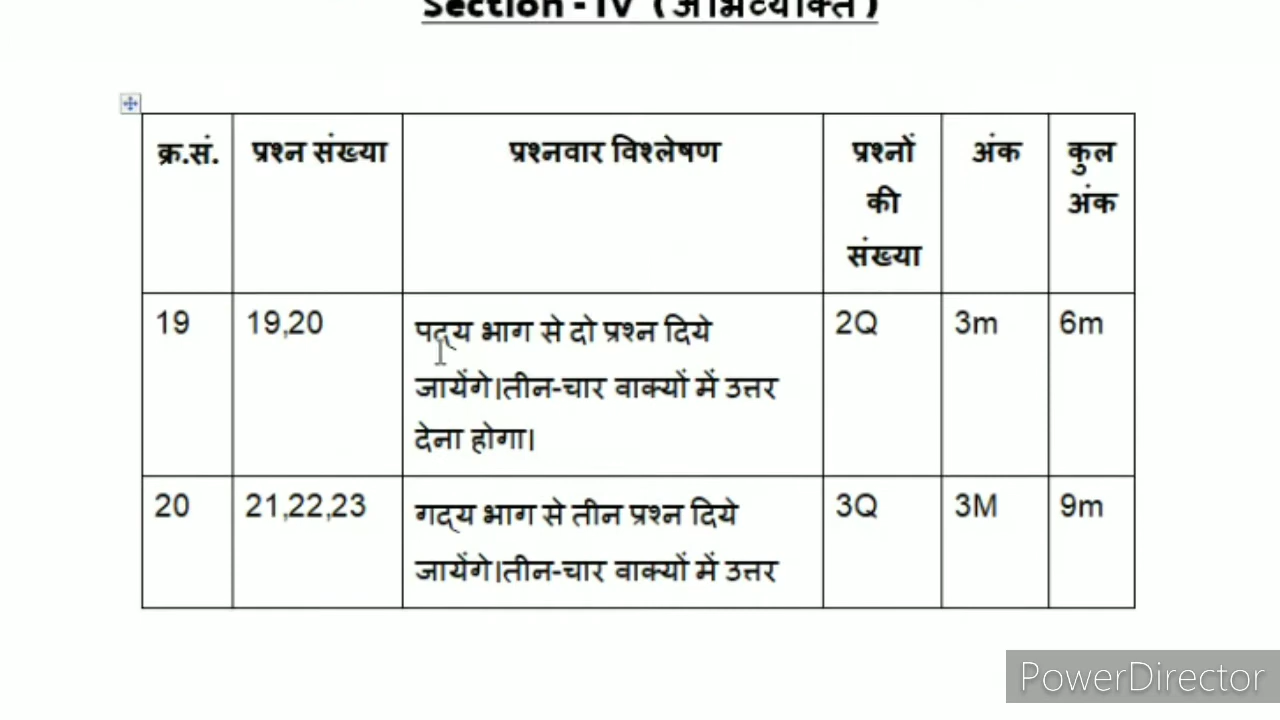 Section - IV (अभिव्यक्ति)
क्र.सं. प्रश्न संख्या प्रश्नवार विश्लेषण प्रश्नों की संख्या अंक कुल अंक
19 19,20 पद्य भाग से दो प्रश्न दिये 2Q 3m 6m
जायेंगे।तीन-चार वाक्यों में उत्तर
देना होगा।
20 21,22,23 गद्य भाग से तीन प्रश्न दिये 3Q 3M 9m
जायेंगे।तीन-चार वाक्यों में उत्तर
PowerDirector